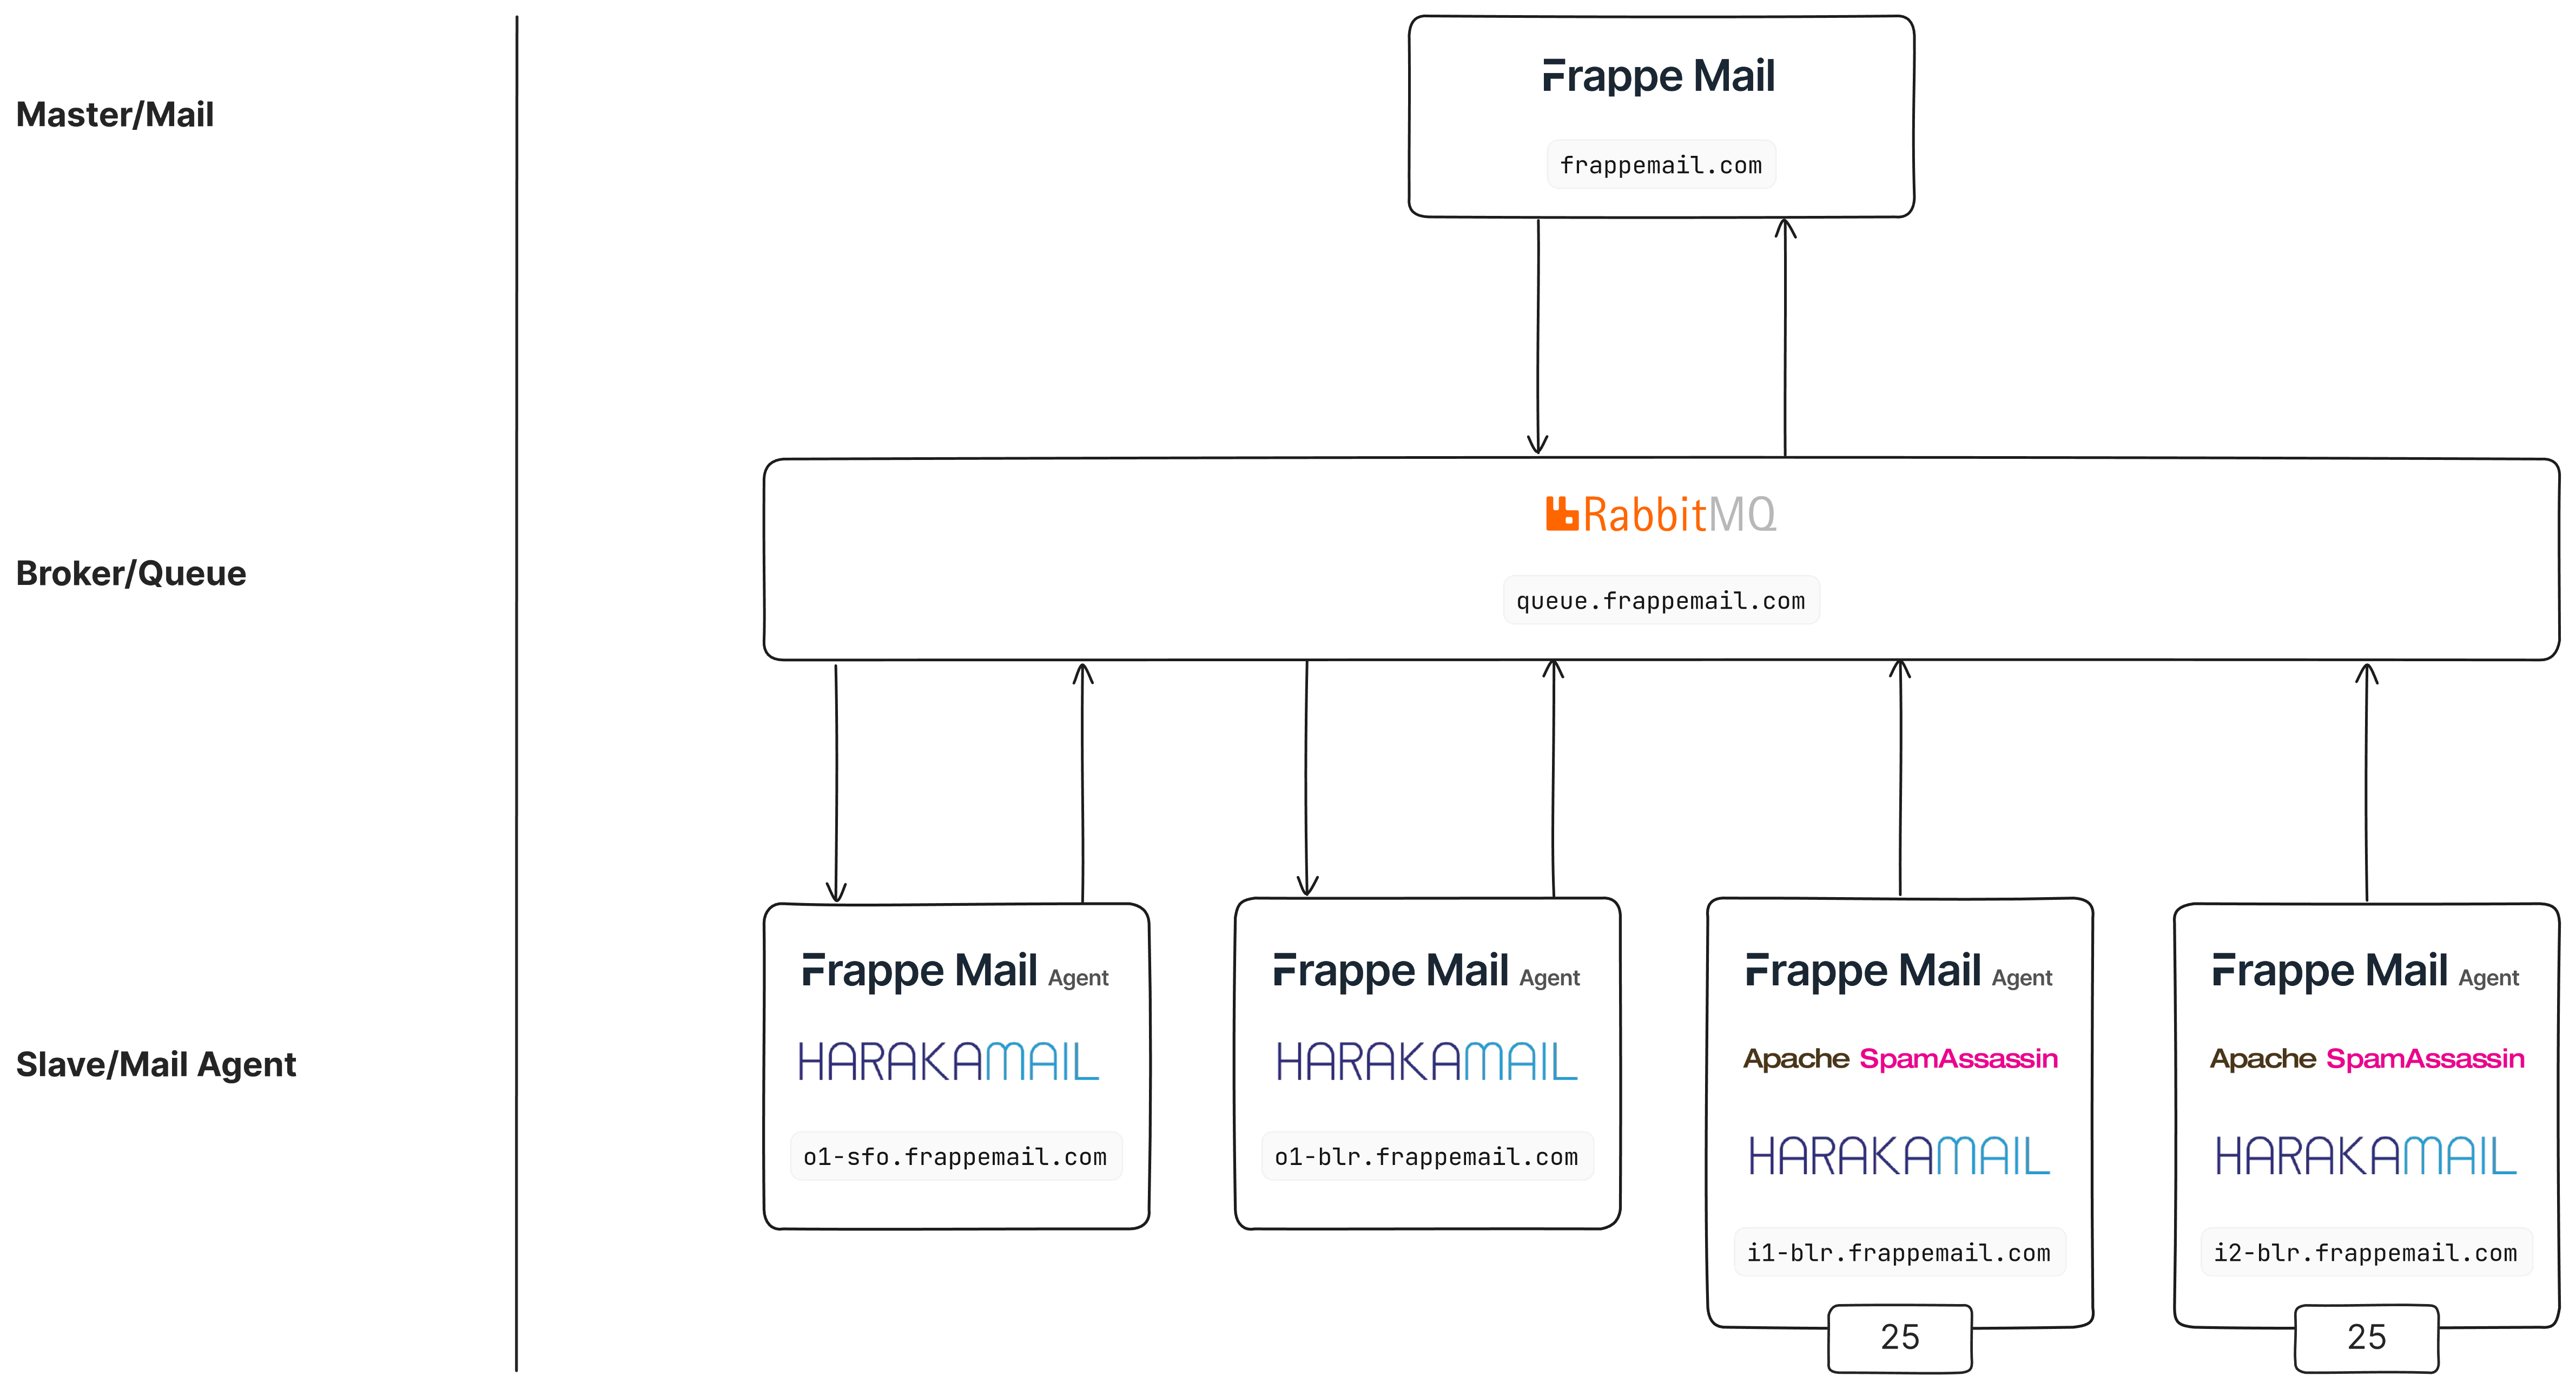 Master/Mail
Frappe Mail
frappemail.com
Broker/Queue
RabbitMQ
queue.frappemail.com
Slave/Mail Agent
Frappe Mail Agent
HARAKAMAIL
o1-sfo.frappemail.com
Frappe Mail Agent
HARAKAMAIL
o1-blr.frappemail.com
Frappe Mail Agent
Apache SpamAssassin
HARAKAMAIL
i1-blr.frappemail.com
25
Frappe Mail Agent
Apache SpamAssassin
HARAKAMAIL
i2-blr.frappemail.com
25